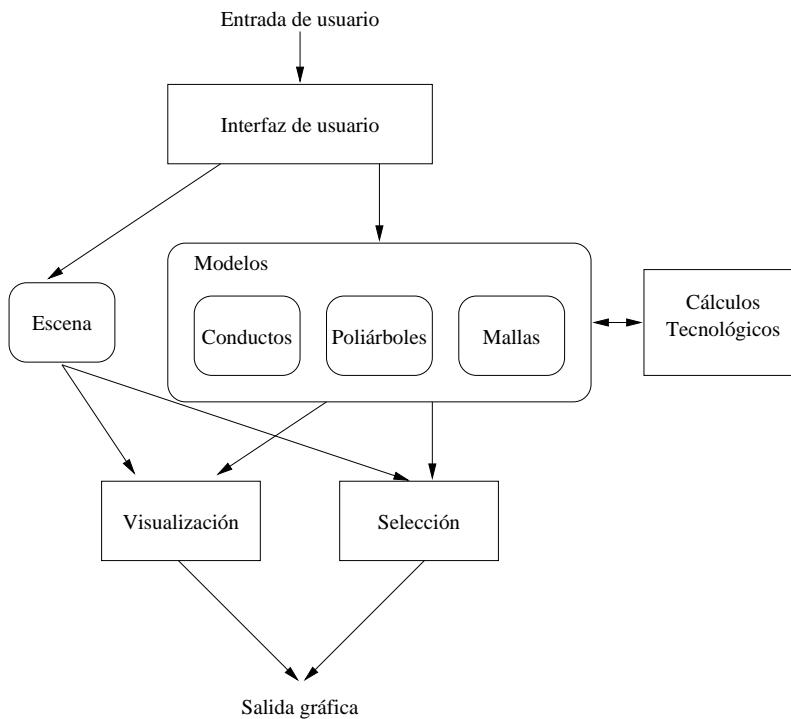 Entrada de usuario
Interfaz de usuario
Modelos
Escena
Conductos
Poliárboles
Mallas
Cálculos
Tecnológicos
Visualización
Selección
Salida gráfica